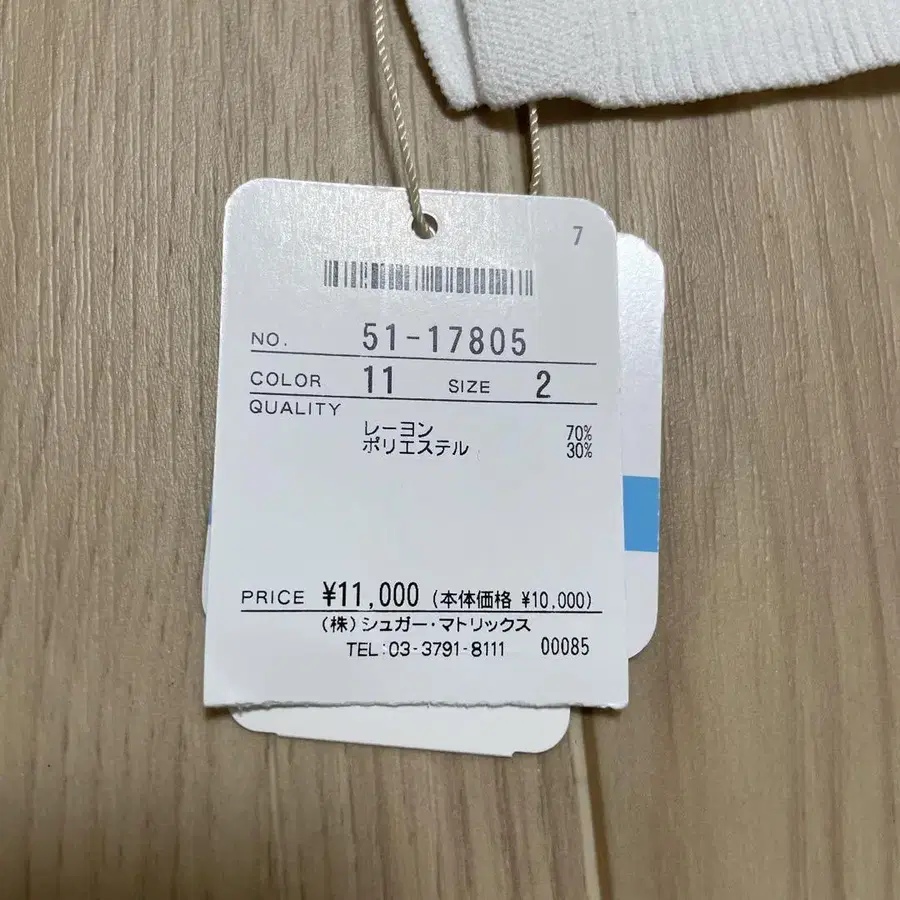 7
NO. 51-17805
COLOR 11 SIZE 2
QUALITY
レーヨン 70%
ポリエステル 30%
PRICE ¥11,000 (本体価格 ¥10,000)
(株)シュガー・マトリックス
TEL:03-3791-8111 00085